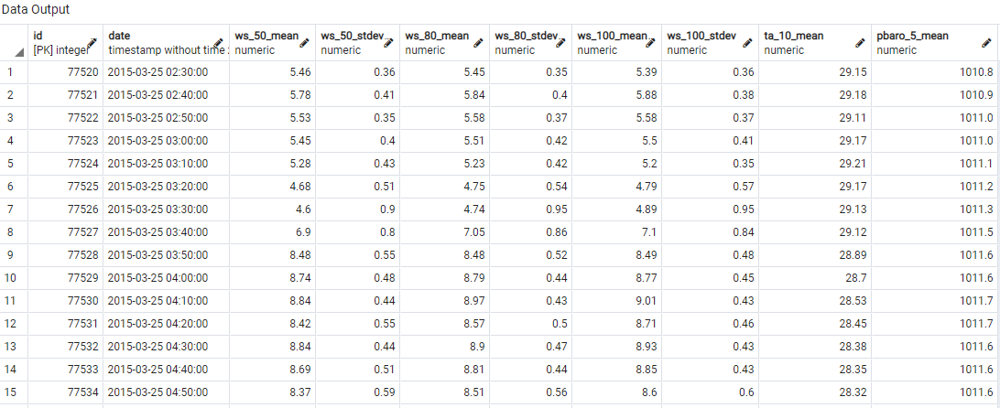 Data Output
id date ws_50_mean ws_50_stdev... ws_80_mean ws_80_stdev... ws_100_mean... ws_100_stdev ta_10_mean pbaro_5_mean
[PK] integer timestamp without time numeric numeric numeric numeric numeric numeric numeric numeric
1 77520 2015-03-25 02:30:00 5.46 0.36 5.45 0.35 5.39 0.36 29.15 1010.8
2 77521 2015-03-25 02:40:00 5.78 0.41 5.84 0.4 5.88 0.38 29.18 1010.9
3 77522 2015-03-25 02:50:00 5.53 0.35 5.58 0.37 5.58 0.37 29.11 1011.0
4 77523 2015-03-25 03:00:00 5.45 0.4 5.51 0.42 5.5 0.41 29.17 1011.0
5 77524 2015-03-25 03:10:00 5.28 0.43 5.23 0.42 5.2 0.35 29.21 1011.1
6 77525 2015-03-25 03:20:00 4.68 0.51 4.75 0.54 4.79 0.57 29.17 1011.2
7 77526 2015-03-25 03:30:00 4.6 0.9 4.74 0.95 4.89 0.95 29.13 1011.3
8 77527 2015-03-25 03:40:00 6.9 0.8 7.05 0.86 7.1 0.84 29.12 1011.5
9 77528 2015-03-25 03:50:00 8.48 0.55 8.48 0.52 8.49 0.48 28.89 1011.6
10 77529 2015-03-25 04:00:00 8.74 0.48 8.79 0.44 8.77 0.45 28.7 1011.6
11 77530 2015-03-25 04:10:00 8.84 0.44 8.97 0.43 9.01 0.43 28.53 1011.7
12 77531 2015-03-25 04:20:00 8.42 0.55 8.57 0.5 8.71 0.46 28.45 1011.7
13 77532 2015-03-25 04:30:00 8.84 0.44 8.9 0.47 8.93 0.43 28.38 1011.6
14 77533 2015-03-25 04:40:00 8.69 0.51 8.81 0.44 8.85 0.43 28.35 1011.6
15 77534 2015-03-25 04:50:00 8.37 0.59 8.51 0.56 8.6 0.6 28.32 1011.6